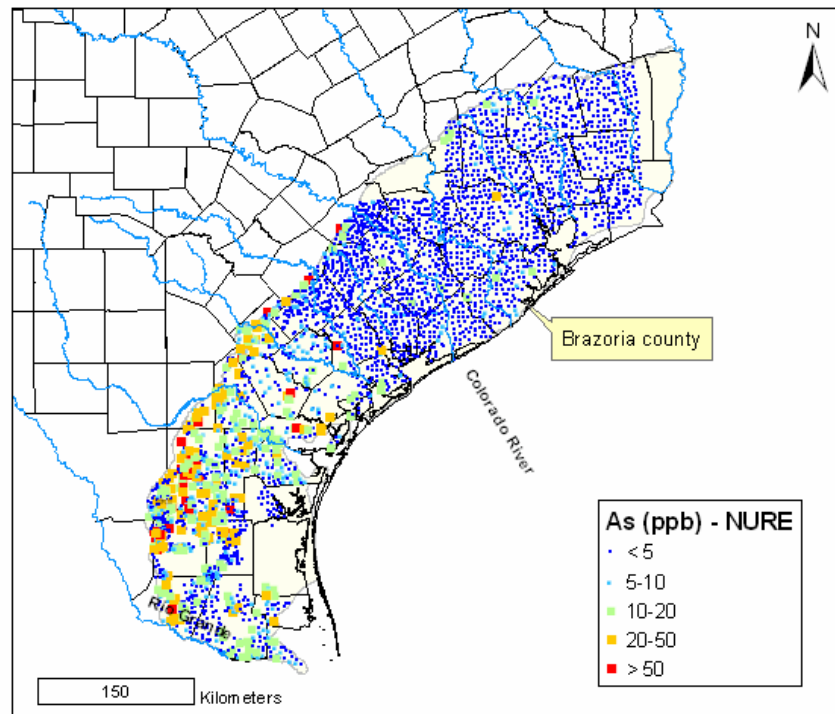 N
Brazoria county
Colorado River
As (ppb) - NURE
< 5
5-10
10-20
20-50
> 50
Rio Grande
150
Kilometers